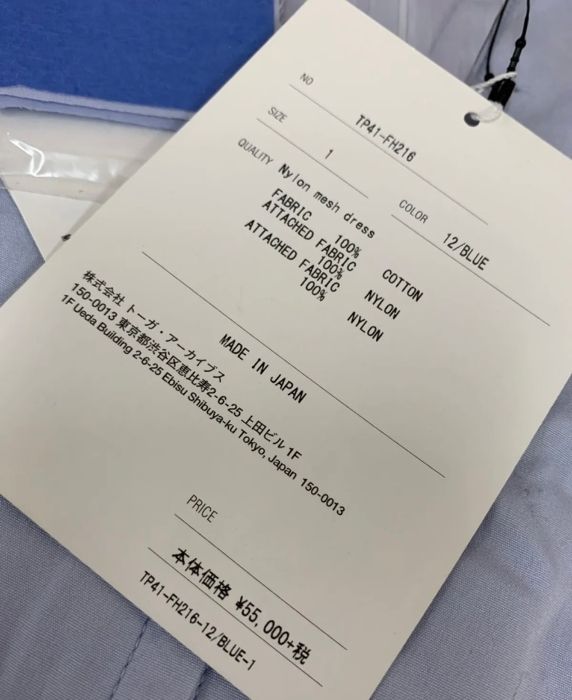 NO
TP41-FH216
SIZE
1
COLOR
12/BLUE
QUALITY Nylon mesh dress
FABRIC 100% COTTON
ATTACHED FABRIC
100% NYLON
ATTACHED FABRIC
100% NYLON
MADE IN JAPAN
株式会社 トーガ・アーカイブス
150-0013 東京都渋谷区恵比寿2-6-25 上田ビル 1F
1F Ueda Building 2-6-25 Ebisu Shibuya-ku Tokyo, Japan 150-0013
PRICE
本体価格 ¥55,000+税
TP41-FH216-12/BLUE-1